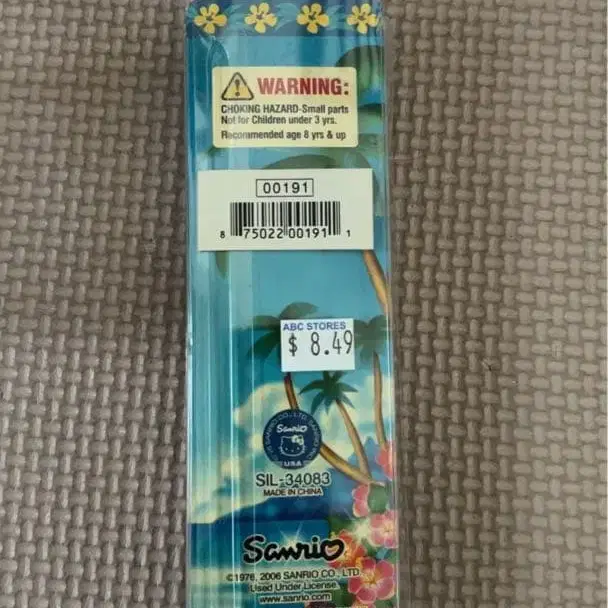 WARNING:
CHOKING HAZARD-Small parts
Not for Children under 3 yrs.
Recommended age 8 yrs & up
00191
8 75022 00191 1
ABC STORES
$ 8.49
Sanrio
USA
SIL-34083
MADE IN CHINA
Sanrio
©1976, 2006 SANRIO CO., LTD.
Used Under License
www.sanrio.com